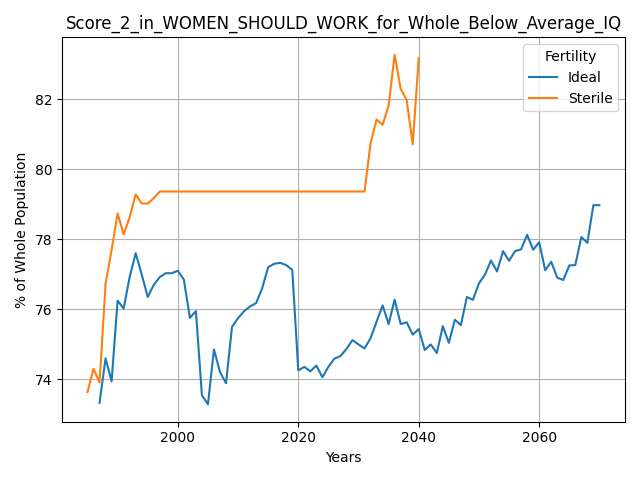 Score_2_in_WOMEN_SHOULD_WORK_for_Whole_Below_Average_IQ
Fertility
Ideal
Sterile
% of Whole Population
82
80
78
76
74
2000
2020
2040
2060
Years